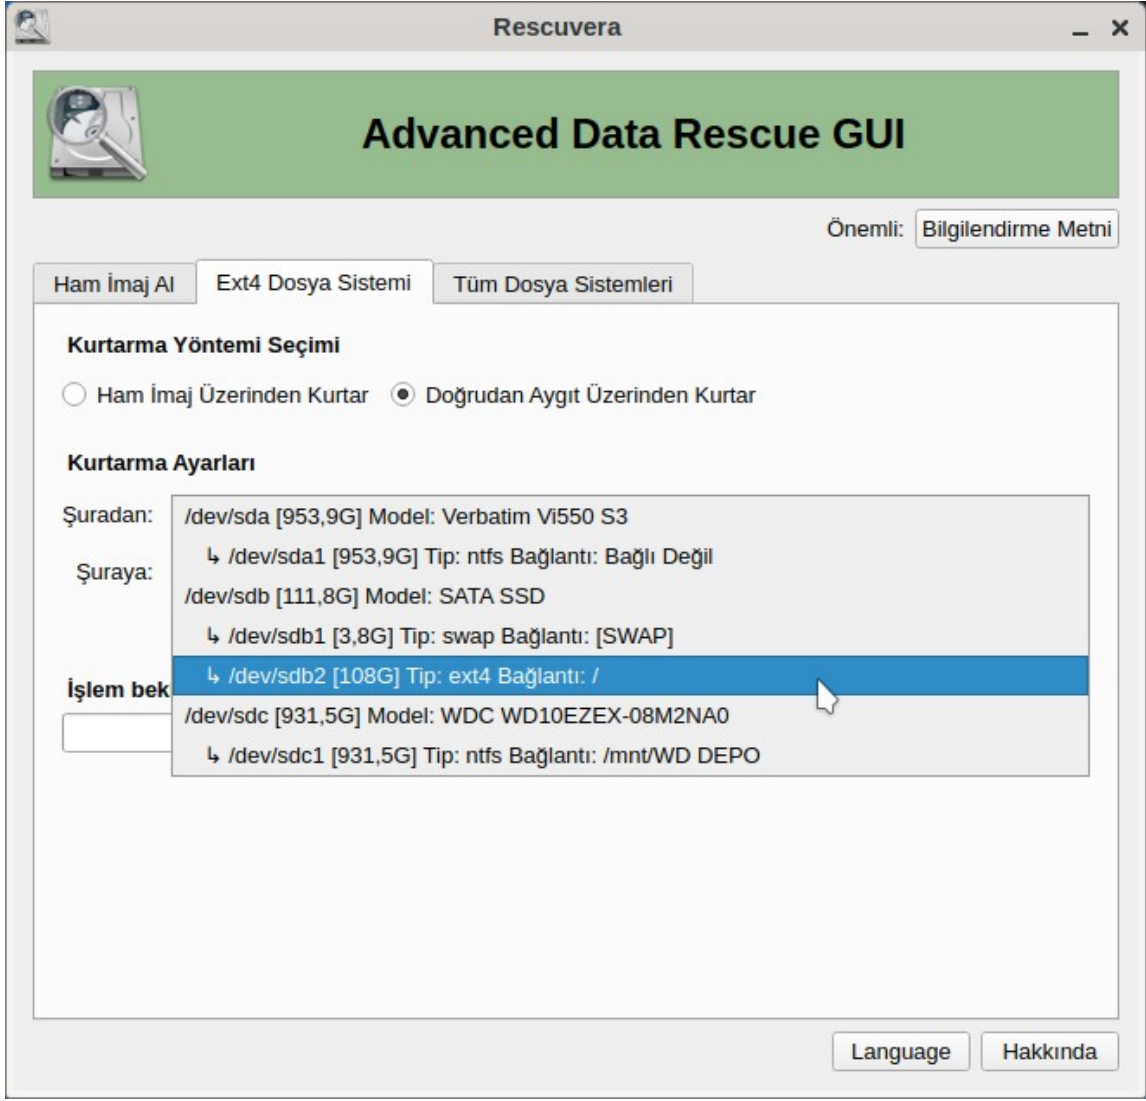 Rescuvera
Advanced Data Rescue GUI
Önemli: Bilgilendirme Metni
Ham İmaj Al Ext4 Dosya Sistemi Tüm Dosya Sistemleri
Kurtarma Yöntemi Seçimi
Ham İmaj Üzerinden Kurtar Doğrudan Aygıt Üzerinden Kurtar
Kurtarma Ayarları
Şuradan: /dev/sda [953,9G] Model: Verbatim Vi550 S3
↳ /dev/sda1 [953,9G] Tip: ntfs Bağlantı: Bağlı Değil
Şuraya:
/dev/sdb [111,8G] Model: SATA SSD
↳ /dev/sdb1 [3,8G] Tip: swap Bağlantı: [SWAP]
↳ /dev/sdb2 [108G] Tip: ext4 Bağlantı: /
İşlem bek
/dev/sdc [931,5G] Model: WDC WD10EZEX-08M2NA0
↳ /dev/sdc1 [931,5G] Tip: ntfs Bağlantı: /mnt/WD DEPO
Language Hakkında